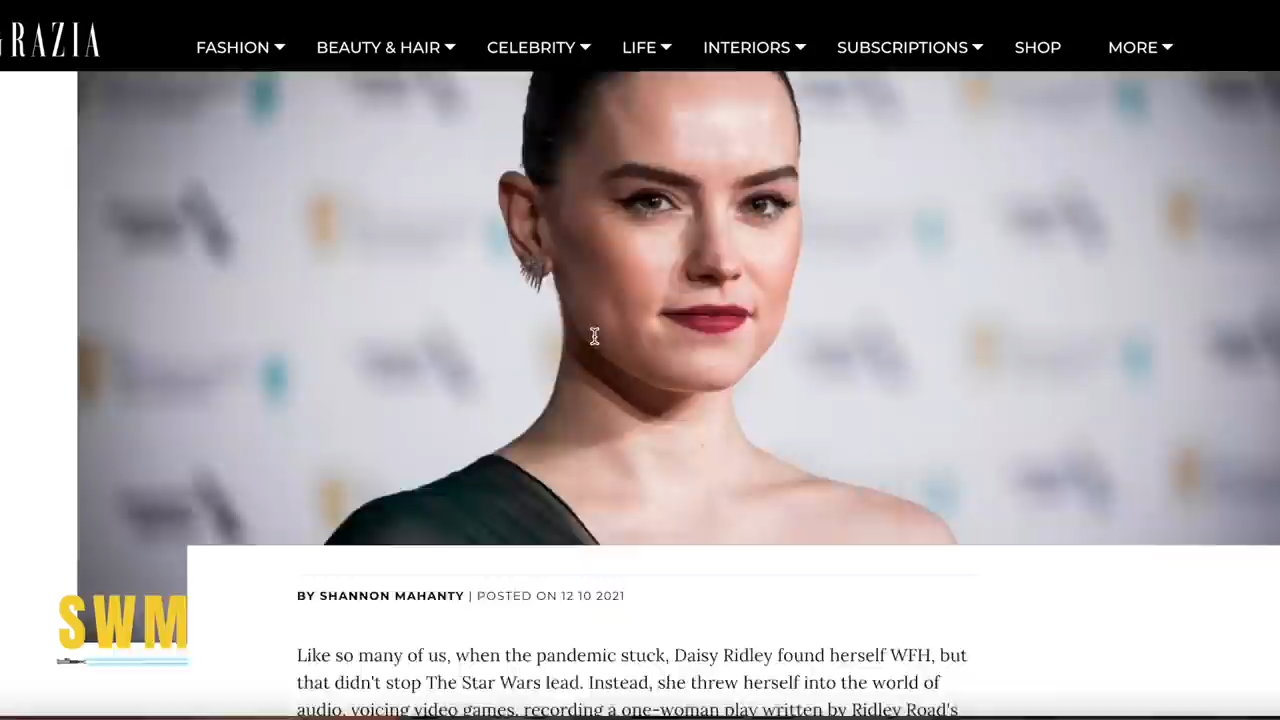 GRAZIA
FASHION BEAUTY & HAIR CELEBRITY LIFE INTERIORS SUBSCRIPTIONS SHOP MORE
BY SHANNON MAHANTY | POSTED ON 12 10 2021
SWM
Like so many of us, when the pandemic stuck, Daisy Ridley found herself WFH, but
that didn't stop The Star Wars lead. Instead, she threw herself into the world of
audio, voicing video games, recording a one-woman play written by Ridley Road's